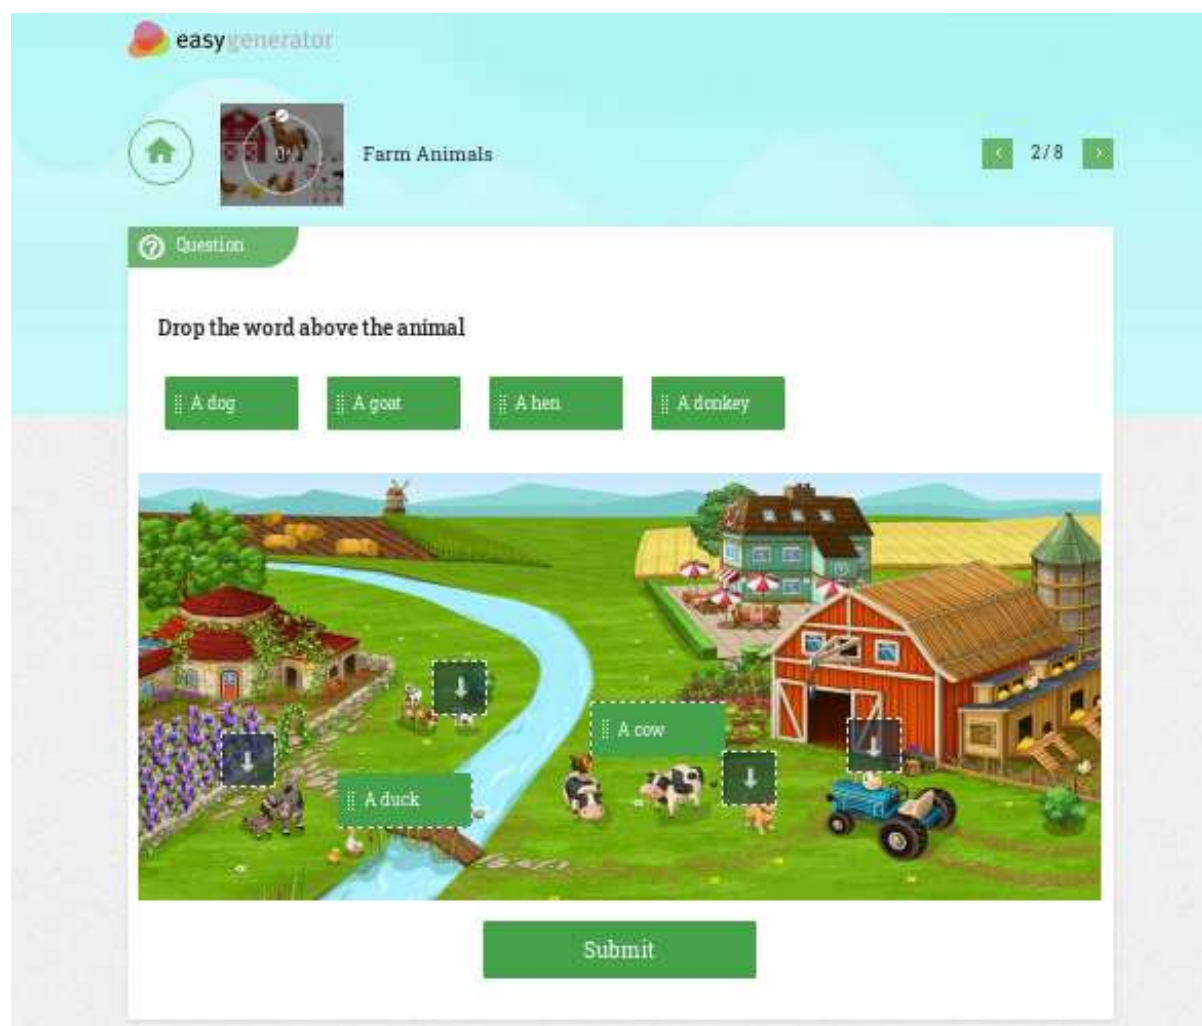 easygenerator
Farm Animals
2/8
Question
Drop the word above the animal
A dog
A goat
A hen
A donkey
A cow
A duck
Submit